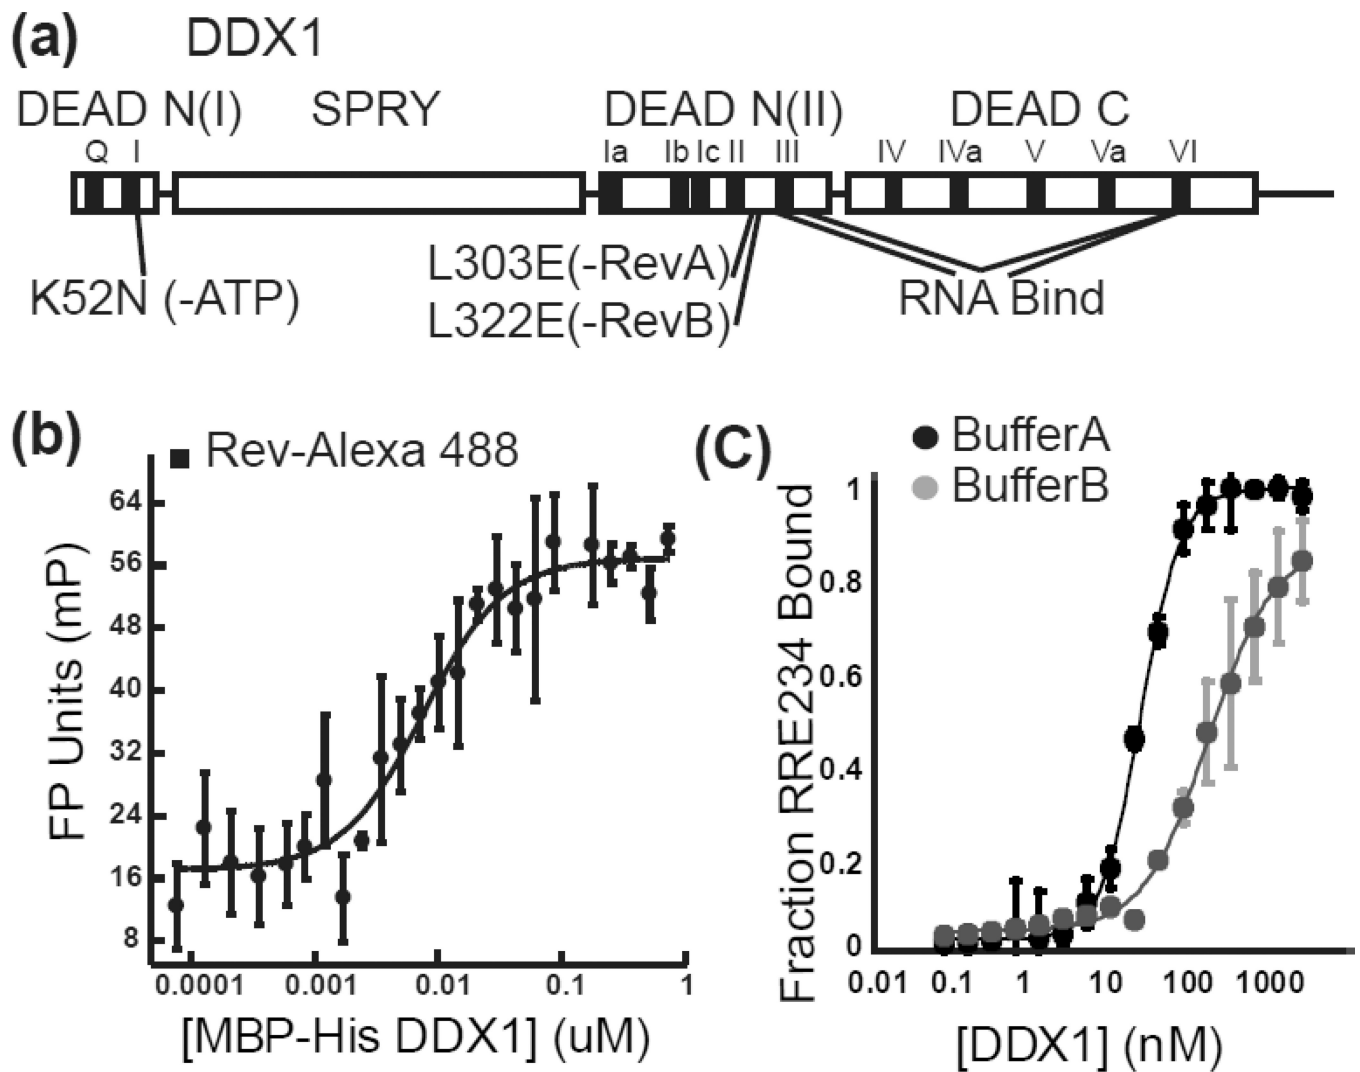 (a) DDX1
DEAD N(I) SPRY DEAD N(II) DEAD C
Q I Ia Ib Ic II III IV IVa V Va VI
L303E(-RevA)
K52N (-ATP) RNA Bind
L322E(-RevB)
(b) Rev-Alexa 488
64
56
48
40
32
24
16
8
FP Units (mP)
0.0001 0.001 0.01 0.1 1
[MBP-His DDX1] (uM)
(C) BufferA
BufferB
1
0.8
0.6
0.4
0.2
0
Fraction RRE234 Bound
0.01 0.1 1 10 100 1000
[DDX1] (nM)